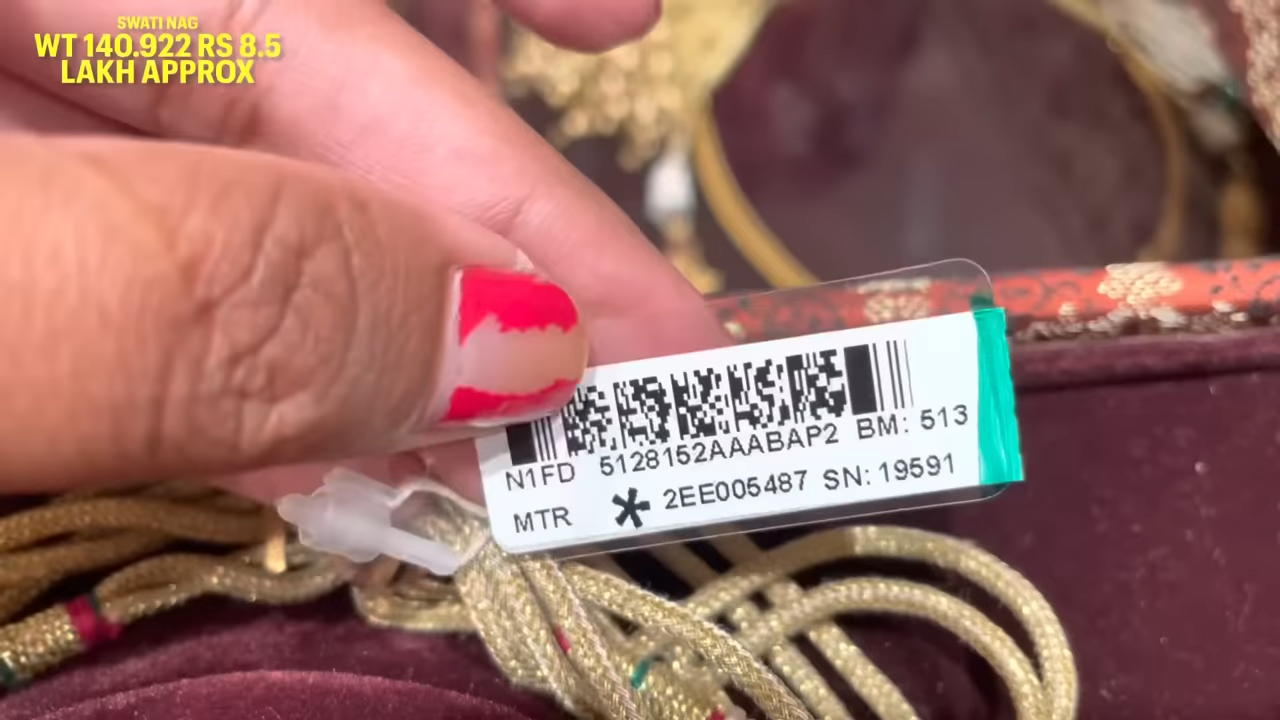 SWATI NAG
WT 140.922 RS 8.5
LAKH APPROX
N1FD 5128152AAABAP2 BM: 513
MTR * 2EE005487 SN: 19591